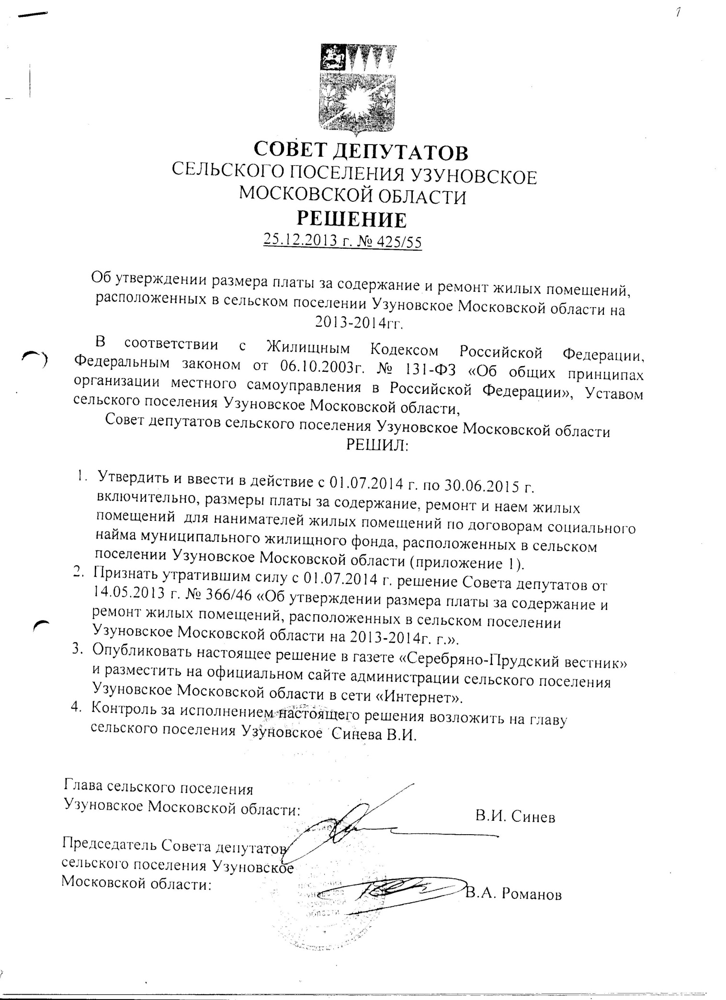 1
СОВЕТ ДЕПУТАТОВ
СЕЛЬСКОГО ПОСЕЛЕНИЯ УЗУНОВСКОЕ
МОСКОВСКОЙ ОБЛАСТИ
РЕШЕНИЕ
25.12.2013 г. № 425/55
Об утверждении размера платы за содержание и ремонт жилых помещений,
расположенных в сельском поселении Узуновское Московской области на
2013-2014гг.
В соответствии с Жилищным Кодексом Российской Федерации,
Федеральным законом от 06.10.2003г. № 131-ФЗ «Об общих принципах
организации местного самоуправления в Российской Федерации», Уставом
сельского поселения Узуновское Московской области,
Совет депутатов сельского поселения Узуновское Московской области
РЕШИЛ:
1. Утвердить и ввести в действие с 01.07.2014 г. по 30.06.2015 г.
включительно, размеры платы за содержание, ремонт и наем жилых
помещений для нанимателей жилых помещений по договорам социального
найма муниципального жилищного фонда, расположенных в сельском
поселении Узуновское Московской области (приложение 1).
2. Признать утратившим силу с 01.07.2014 г. решение Совета депутатов от
14.05.2013 г. № 366/46 «Об утверждении размера платы за содержание и
ремонт жилых помещений, расположенных в сельском поселении
Узуновское Московской области на 2013-2014г. г.».
3. Опубликовать настоящее решение в газете «Серебряно-Прудский вестник»
и разместить на официальном сайте администрации сельского поселения
Узуновское Московской области в сети «Интернет».
4. Контроль за исполнением настоящего решения возложить на главу
сельского поселения Узуновское Синева В.И.
Глава сельского поселения
Узуновское Московской области:
В.И. Синев
Председатель Совета депутатов
сельского поселения Узуновское
Московской области:
В.А. Романов